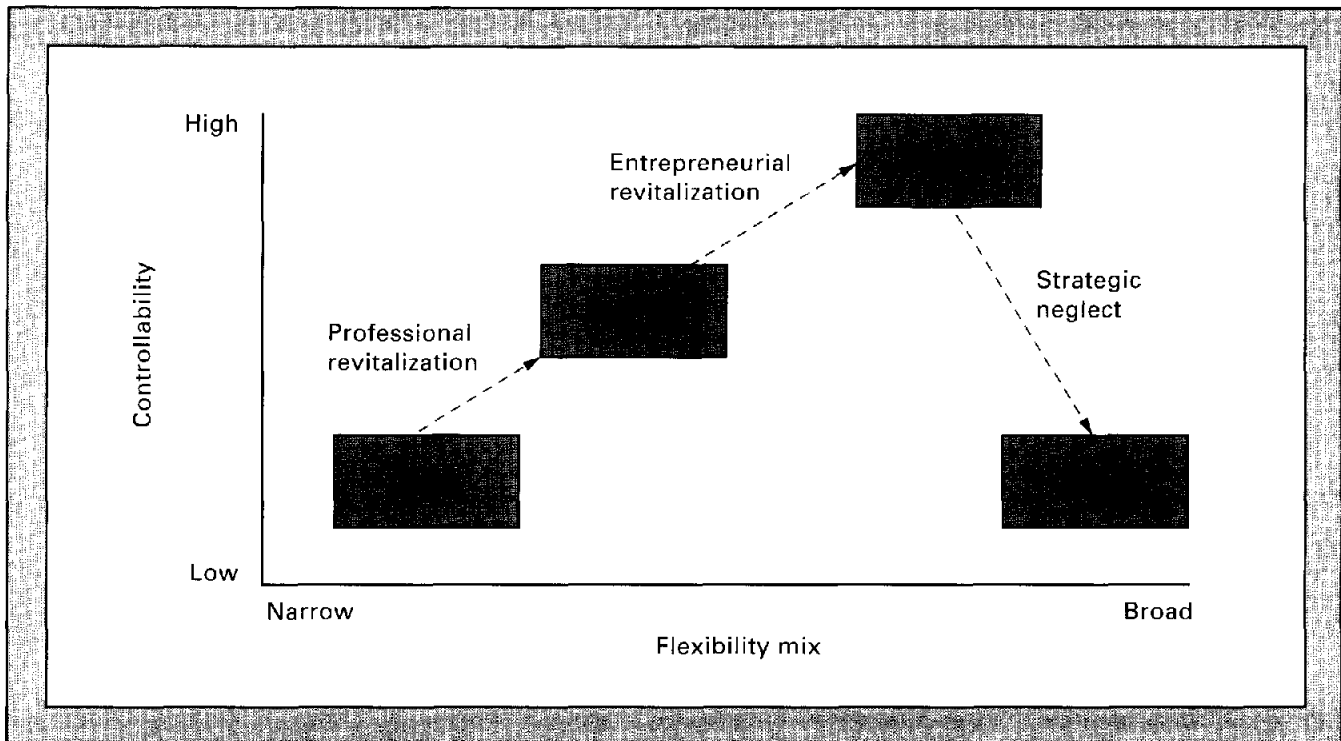 High
Entrepreneurial
revitalization
Strategic
neglect
Controllability
Professional
revitalization
Low
Narrow
Broad
Flexibility mix